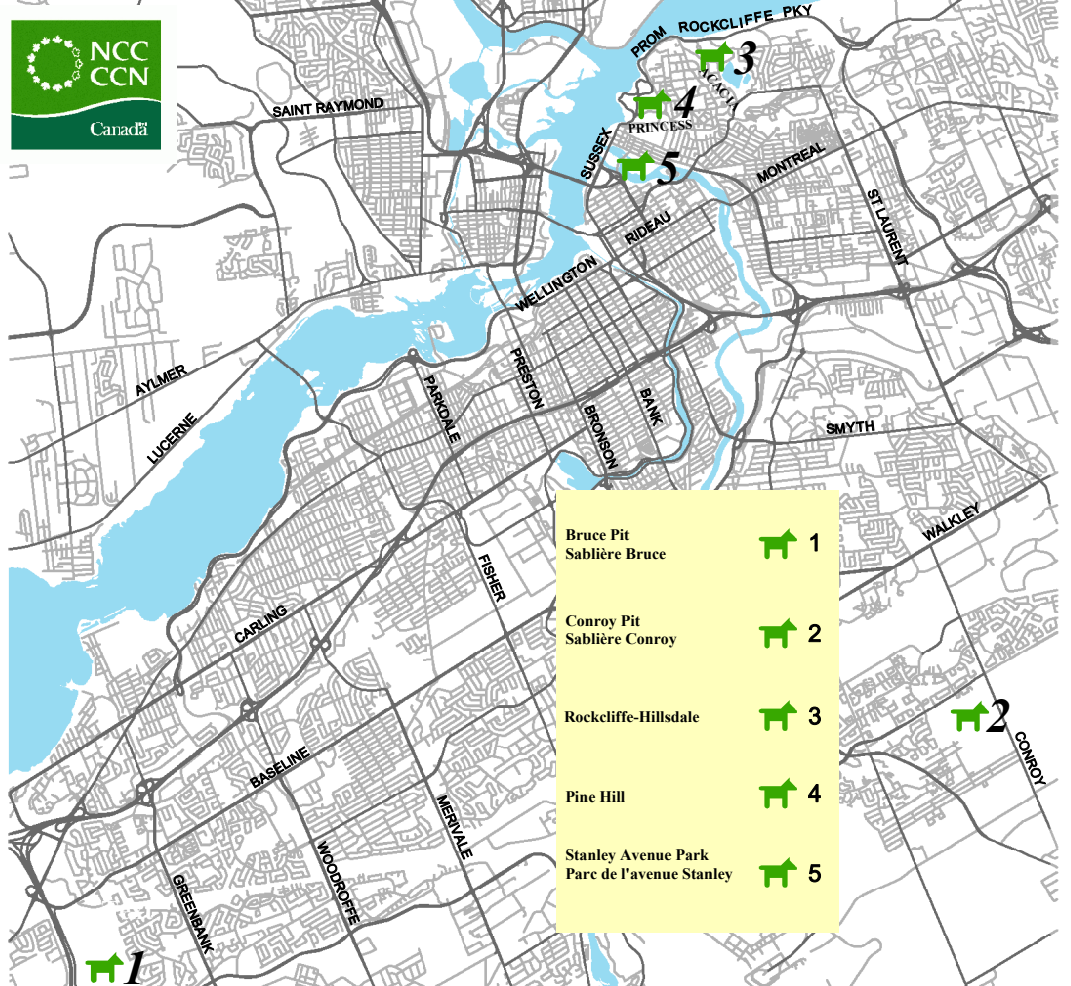 NCC
CCN
Canada
PROM ROCKCLIFFE PKY
3
ACACIA
SAINT RAYMOND
4
PRINCESS
SUSSEX
5
MONTREAL
ST LAURENT
RIDEAU
WELLINGTON
AYLMER
LUCERNE
PARKDALE
PRESTON
BRONSON
BANK
SMYTH
WALKLEY
FISHER
CARLING
BASELINE
MERIVALE
WOODROFFE
GREENBANK
CONROY
2
1
Bruce Pit
Sablière Bruce
1
Conroy Pit
Sablière Conroy
2
Rockcliffe-Hillsdale
3
Pine Hill
4
Stanley Avenue Park
Parc de l'avenue Stanley
5